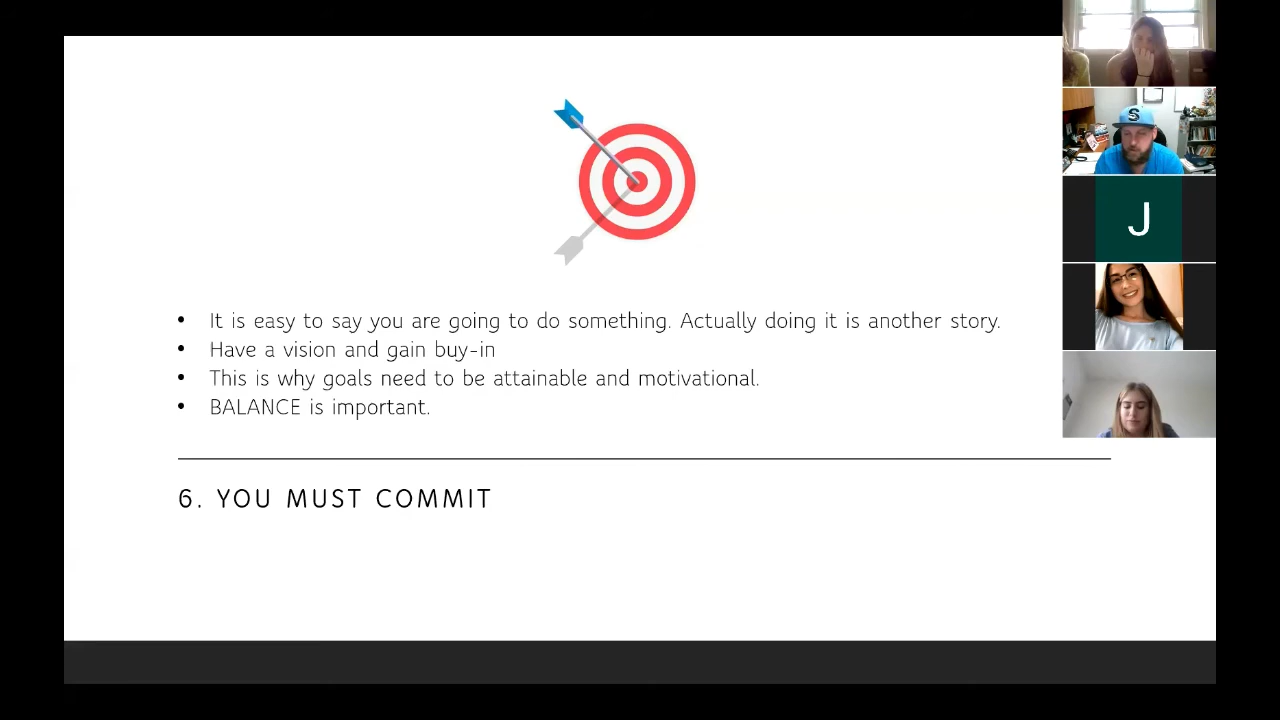 • It is easy to say you are going to do something. Actually doing it is another story.
• Have a vision and gain buy-in
• This is why goals need to be attainable and motivational.
• BALANCE is important.
6. YOU MUST COMMIT
S
J